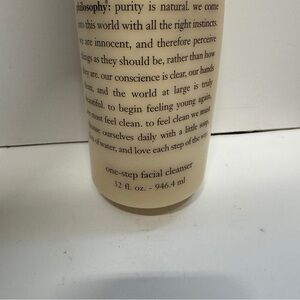 philosophy: purity is natural. we come
into this world with all the right instincts.
we are innocent, and therefore perceive
things as they should be, rather than how
they are. our conscience is clear, our hands
clean, and the world at large is truly
beautiful. to begin feeling young again,
we must feel clean. to feel clean we must
cleanse ourselves daily with a little soap,
of water, and love each step of the way.
one-step facial cleanser
32 fl. oz. - 946.4 ml